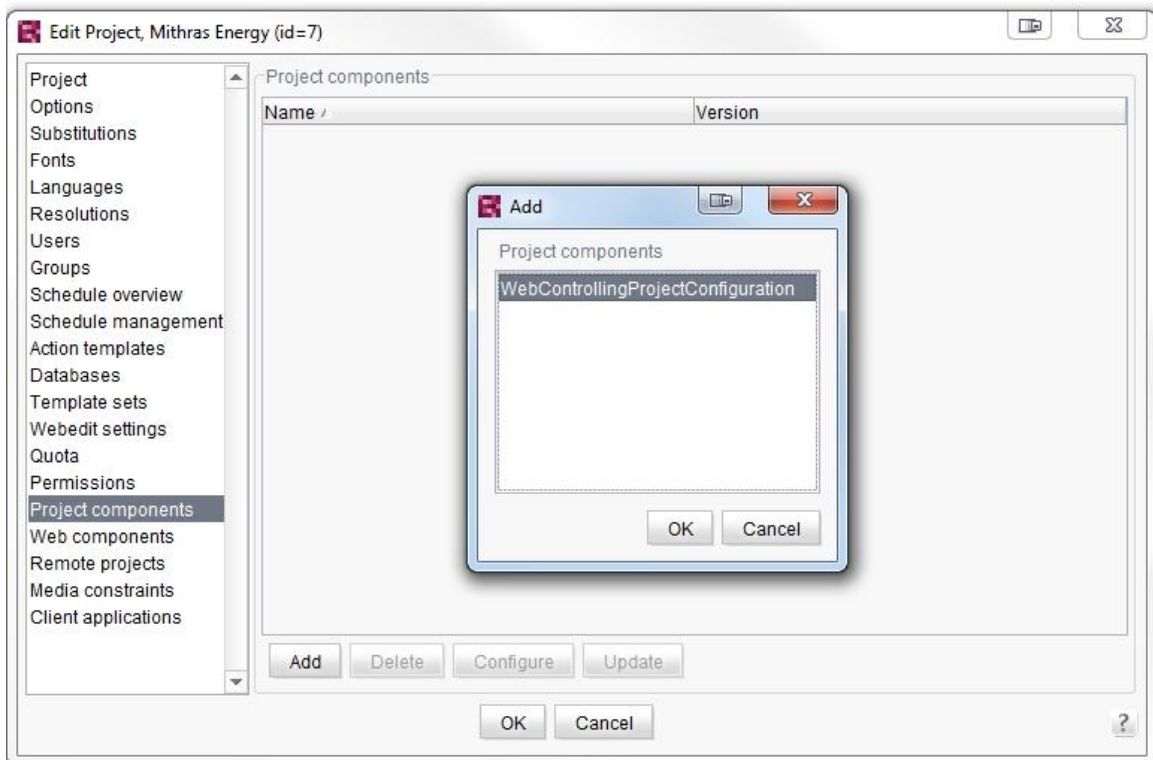 Edit Project, Mithras Energy (id=7)
Project
Options
Substitutions
Fonts
Languages
Resolutions
Users
Groups
Schedule overview
Schedule management
Action templates
Databases
Template sets
Webedit settings
Quota
Permissions
Project components
Web components
Remote projects
Media constraints
Client applications
Project components
Name Version
Add
Project components
WebControllingProjectConfiguration
OK Cancel
Add Delete Configure Update
OK Cancel ?